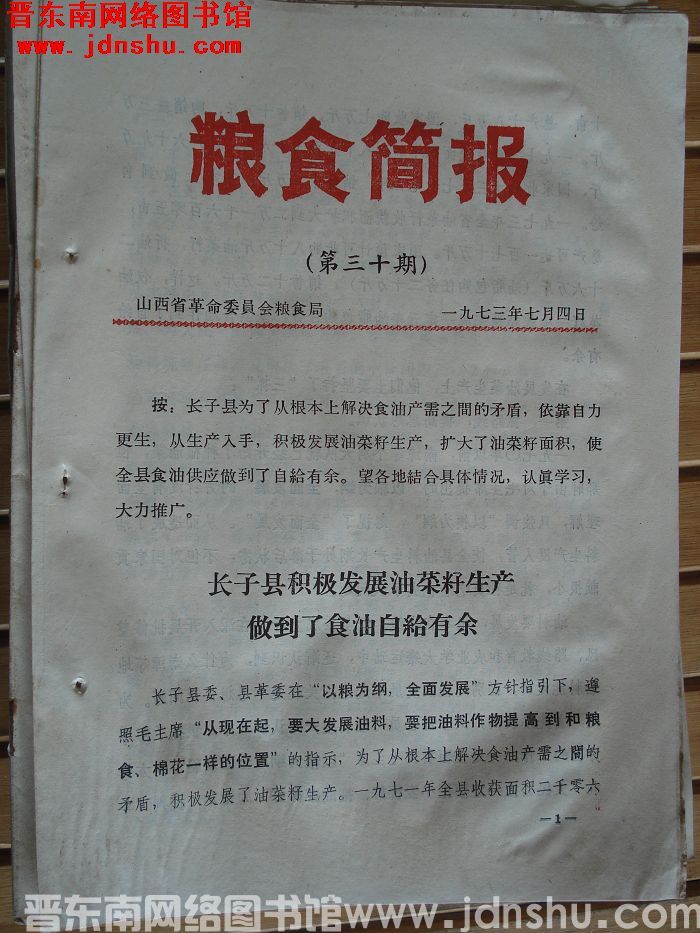 晋东南网络图书馆
www.jdnshu.com
粮食简报
（第三十期）
山西省革命委員会粮食局 一九七三年七月四日
按：长子县为了从根本上解决食油产需之間的矛盾，依靠自力
更生，从生产入手，积极发展油菜籽生产，扩大了油菜籽面积，使
全县食油供应做到了自給有余。望各地結合具体情况，认眞学习，
大力推广。
长子县积极发展油菜籽生产
做到了食油自給有余
长子县委、县革委在“以粮为纲，全面发展”方針指引下，遵
照毛主席“从现在起，要大发展油料，要把油料作物提高到和粮
食、棉花一样的位置”的指示，为了从根本上解决食油产需之間的
矛盾，积极发展了油菜籽生产。一九七一年全县收获面积二千零六
—1—
晋东南网络图书馆www.jdnshu.com